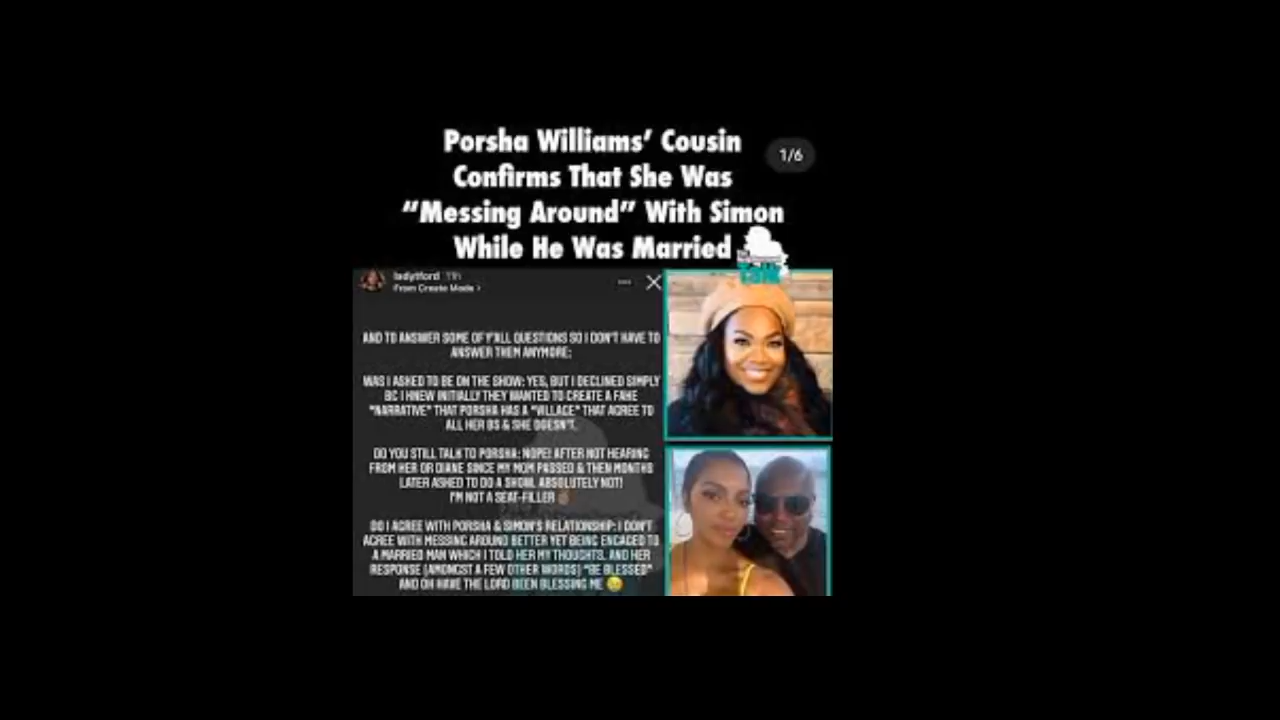 Porsha Williams' Cousin
Confirms That She Was
"Messing Around" With Simon
While He Was Married
1/6
Talk
ladytford 11h
From Create Mode >
AND TO ANSWER SOME OF Y'ALL QUESTIONS SO I DON'T HAVE TO
ANSWER THEM ANYMORE:
WAS I ASKED TO BE ON THE SHOW: YES, BUT I DECLINED SIMPLY
BC I KNEW INITIALLY THEY WANTED TO CREATE A FAKE
"NARRATIVE" THAT PORSHA HAS A "VILLAGE" THAT AGREE TO
ALL HER BS & SHE DOESN'T.
DO YOU STILL TALK TO PORSHA: NOPE! AFTER NOT HEARING
FROM HER OR DIANE SINCE MY MOM PASSED & THEN MONTHS
LATER ASKED TO DO A SHOW. ABSOLUTELY NOT!
I'M NOT A SEAT-FILLER
DO I AGREE WITH PORSHA & SIMON'S RELATIONSHIP: I DON'T
AGREE WITH MESSING AROUND BETTER YET BEING ENGAGED TO
A MARRIED MAN WHICH I TOLD HER MY THOUGHTS. AND HER
RESPONSE (AMONGST A FEW OTHER WORDS) "BE BLESSED"
AND OH HAVE THE LORD BEEN BLESSING ME